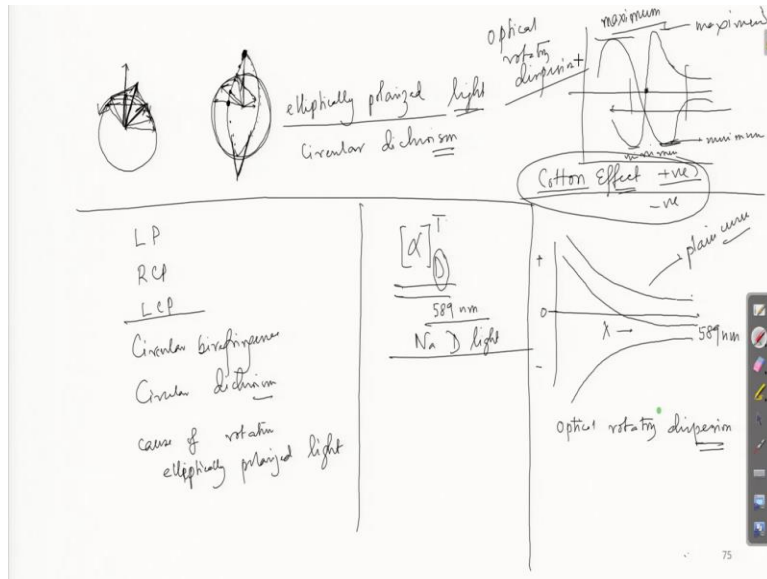 optical
rotatry
dispersion
+
maximum
maximum
minimum
minimum
elliptically polarized light
Circular dichroism
Cotton Effect +ve
-ve
LP
RCP
LCP
Circular birefringence
Circular dichroism
cause of rotation
elliptically polarized light
[α]
T
D
589 nm
Na D light
plain curve
+
0
λ →
589 nm
-
optical rotatry dispersion
75